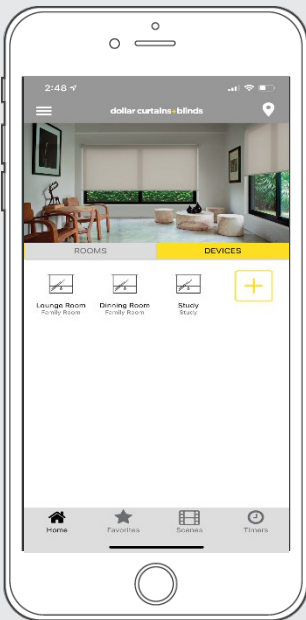 2:48
dollar curtains+blinds
ROOMS DEVICES
Lounge Room Dinning Room Study
Family Room Family Room Study
Home Favorites Scenes Timers